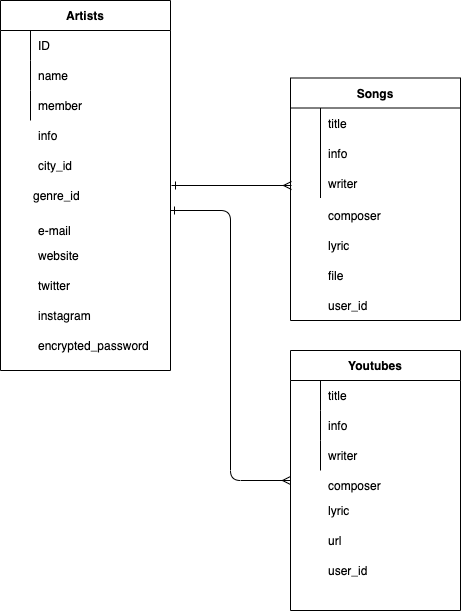 Artists
ID
name
member
info
city_id
genre_id
e-mail
website
twitter
instagram
encrypted_password
Songs
title
info
writer
composer
lyric
file
user_id
Youtubes
title
info
writer
composer
lyric
url
user_id